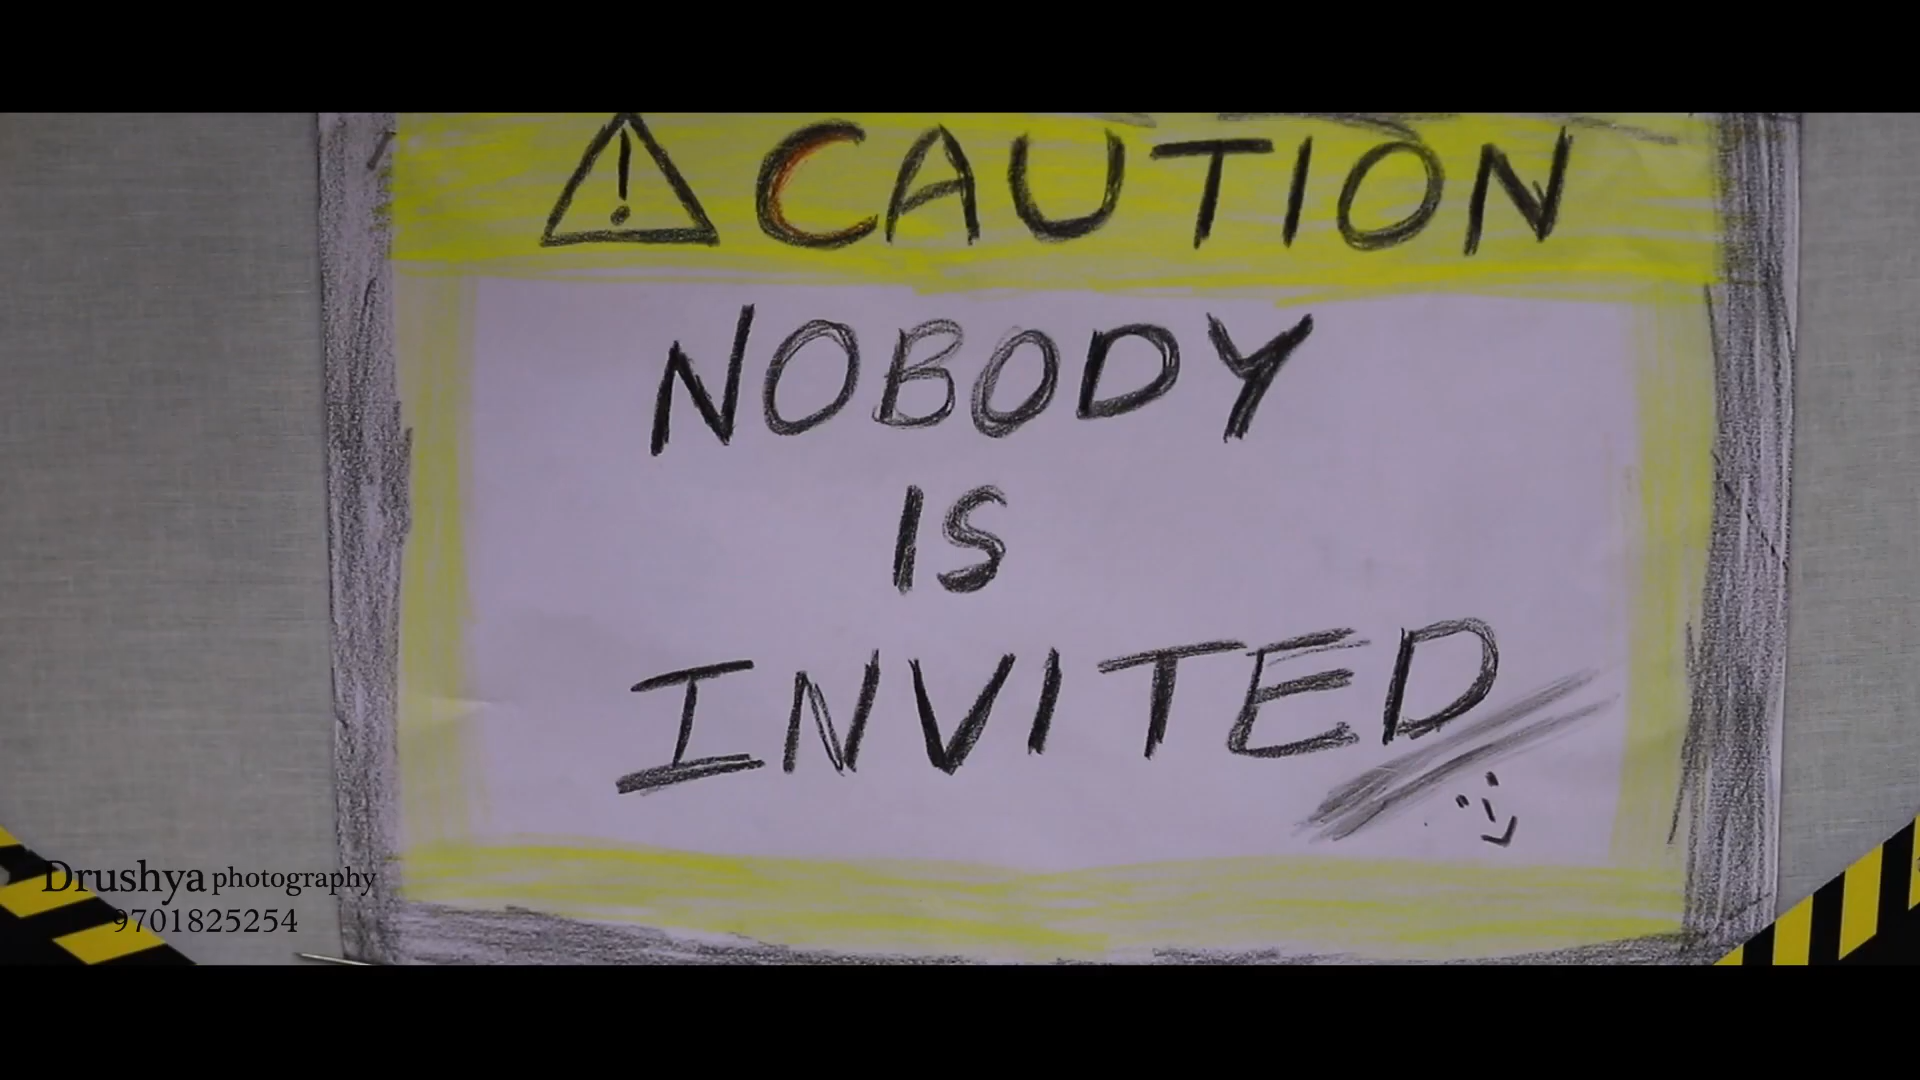 CAUTION
NOBODY
IS
INVITED
Drushya photography
9701825254